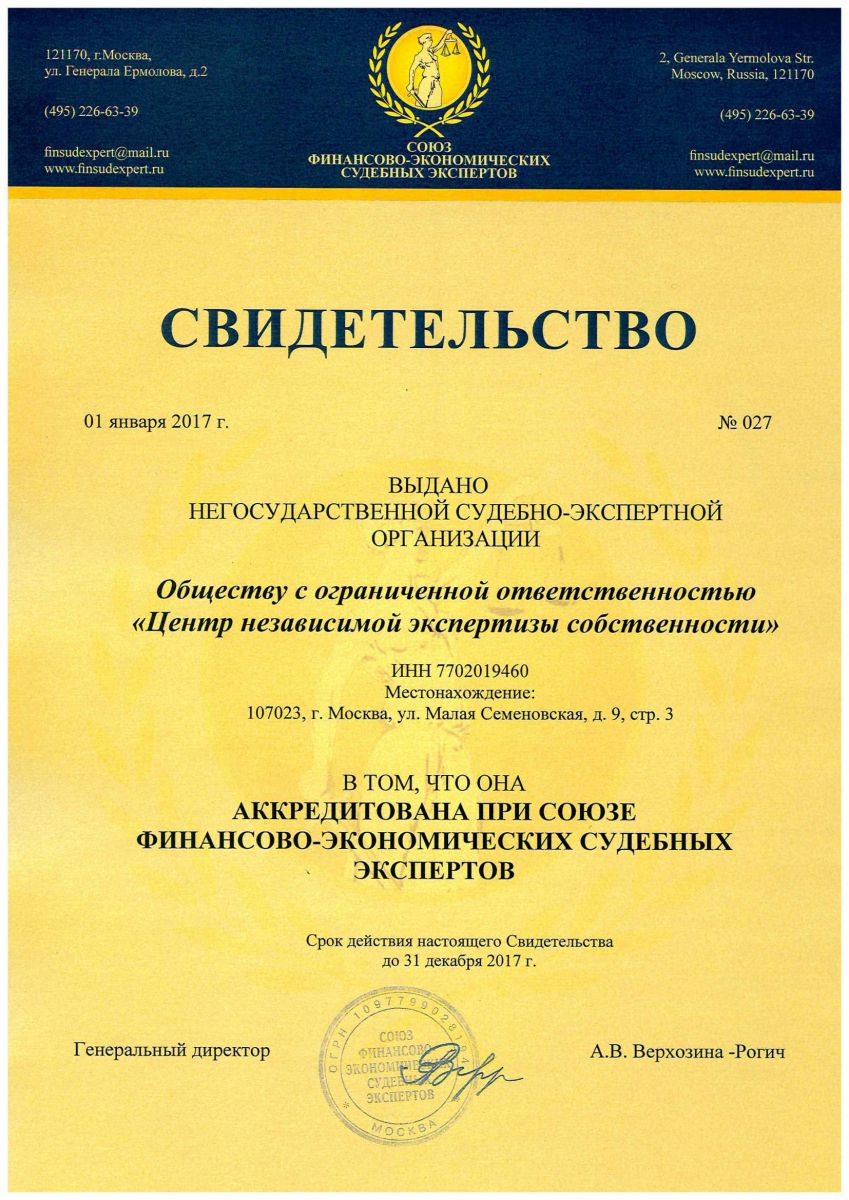 121170, г.Москва,
ул. Генерала Ермолова, д.2
(495) 226-63-39
finsudexpert@mail.ru
www.finsudexpert.ru
СОЮЗ
ФИНАНСОВО-ЭКОНОМИЧЕСКИХ
СУДЕБНЫХ ЭКСПЕРТОВ
2, Generala Yermolova Str.
Moscow, Russia, 121170
(495) 226-63-39
finsudexpert@mail.ru
www.finsudexpert.ru
СВИДЕТЕЛЬСТВО
01 января 2017 г.
№ 027
ВЫДАНО
НЕГОСУДАРСТВЕННОЙ СУДЕБНО-ЭКСПЕРТНОЙ
ОРГАНИЗАЦИИ
Обществу с ограниченной ответственностью
«Центр независимой экспертизы собственности»
ИНН 7702019460
Местонахождение:
107023, г. Москва, ул. Малая Семеновская, д. 9, стр. 3
В ТОМ, ЧТО ОНА
АККРЕДИТОВАНА ПРИ СОЮЗЕ
ФИНАНСОВО-ЭКОНОМИЧЕСКИХ СУДЕБНЫХ
ЭКСПЕРТОВ
Срок действия настоящего Свидетельства
до 31 декабря 2017 г.
Генеральный директор
А.В. Верхозина -Рогич
СОЮЗ
ФИНАНСОВО
ЭКОНОМИЧЕСКИХ
СУДЕБНЫХ
ЭКСПЕРТОВ
МОСКВА